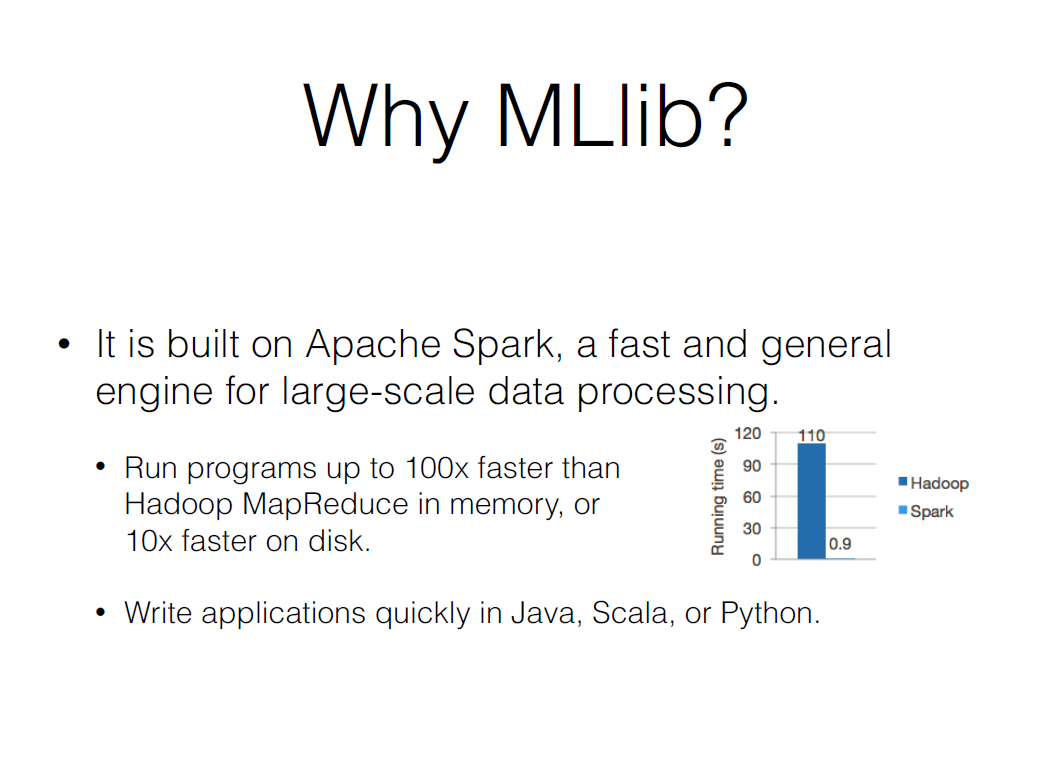 Why MLlib?
• It is built on Apache Spark, a fast and general
engine for large-scale data processing.
• Run programs up to 100x faster than
Hadoop MapReduce in memory, or
10x faster on disk.
Running time (s)
120
90
60
30
0
110
0.9
Hadoop
Spark
• Write applications quickly in Java, Scala, or Python.